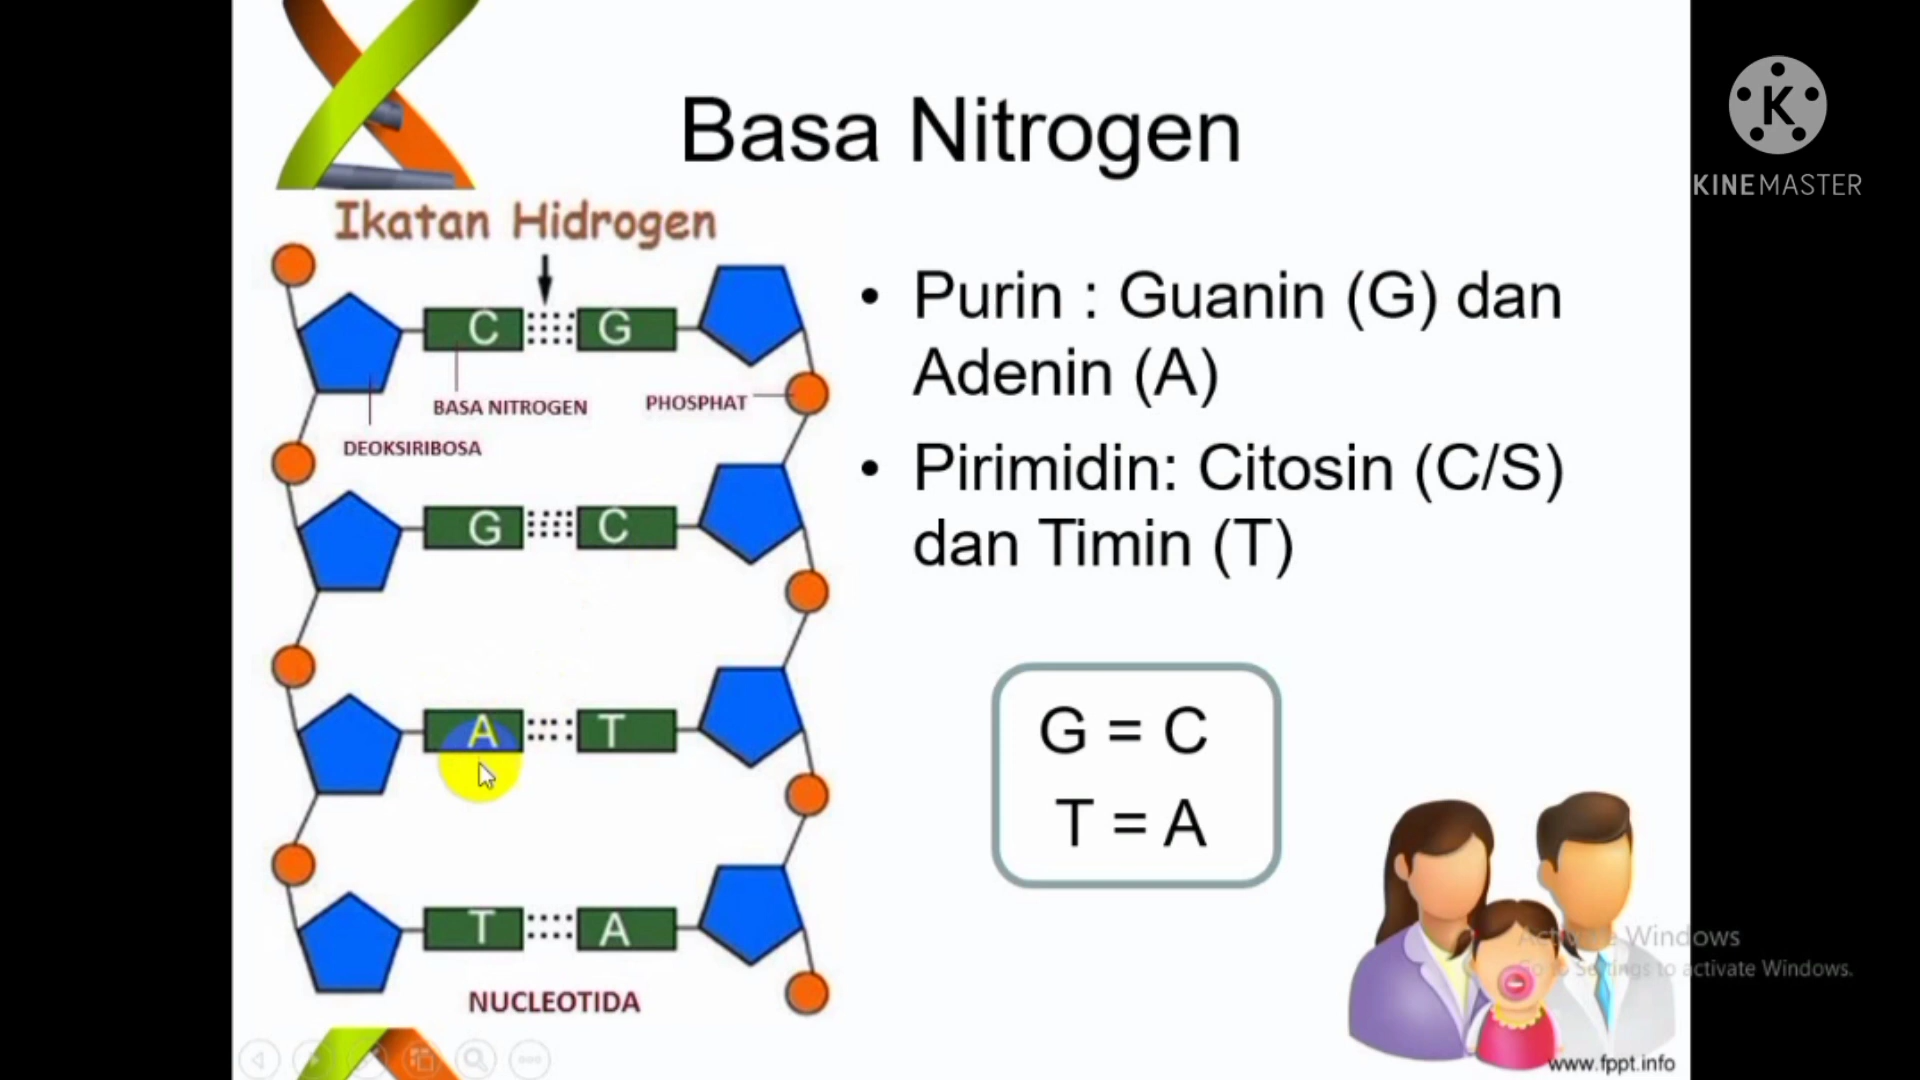 Basa Nitrogen
KINEMASTER
Ikatan Hidrogen
C G
BASA NITROGEN
PHOSPHAT
DEOKSIRIBOSA
G C
A T
T A
NUCLEOTIDA
• Purin : Guanin (G) dan
Adenin (A)
• Pirimidin: Citosin (C/S)
dan Timin (T)
G = C
T = A
Activate Windows
Go to Settings to activate Windows.
www.fppt.info